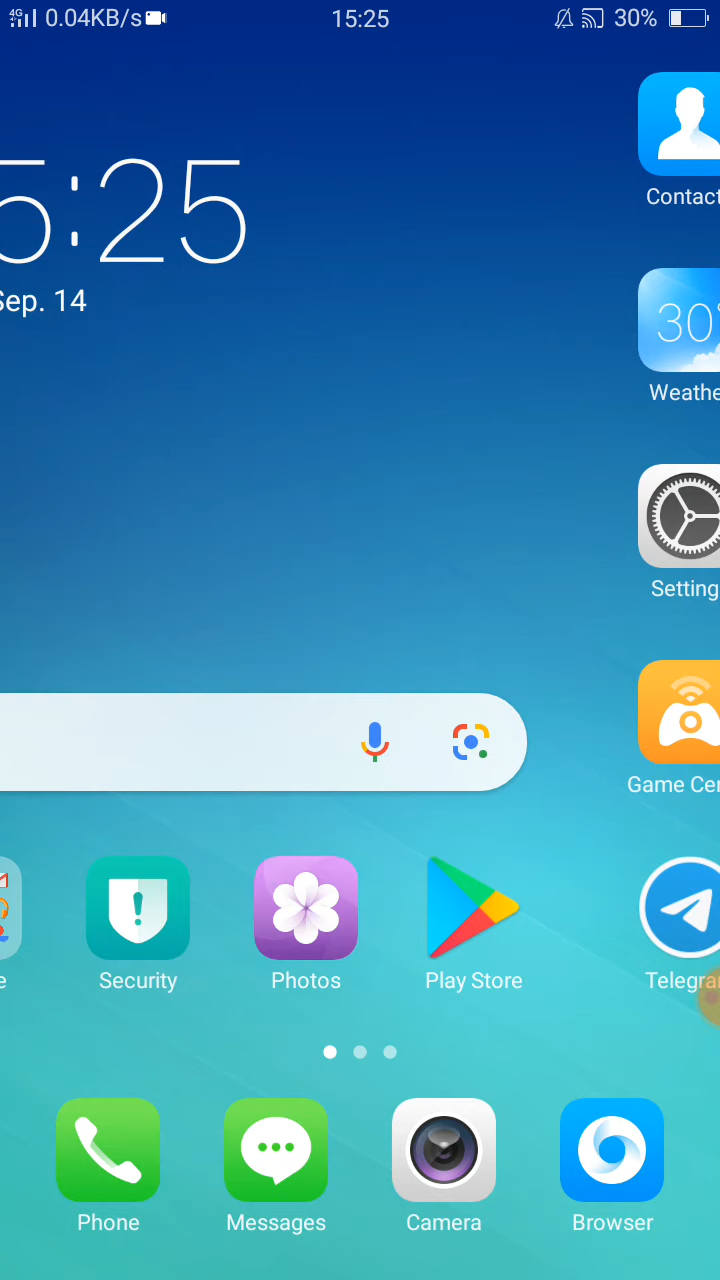 4G 0.04KB/s 15:25 30%
5:25
Sep. 14
Contact
30°
Weathe
Setting
Game Cer
e Security Photos Play Store Telegra
Phone Messages Camera Browser